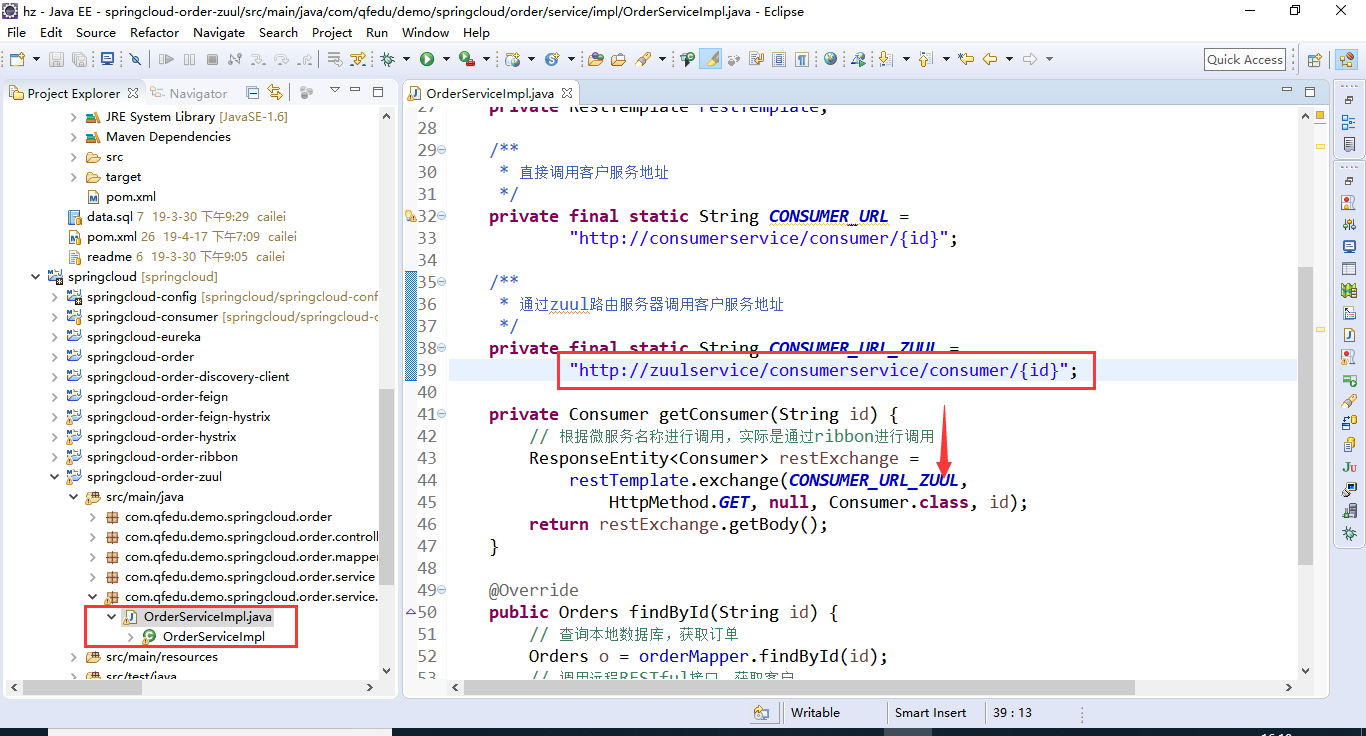 hz - Java EE - springcloud-order-zuul/src/main/java/com/qfedu/demo/springcloud/order/service/impl/OrderServiceImpl.java - Eclipse
File Edit Source Refactor Navigate Search Project Run Window Help
Quick Access
Project Explorer Navigator
JRE System Library [JavaSE-1.6]
Maven Dependencies
src
target
pom.xml
data.sql 7 19-3-30 下午9:29 cailei
pom.xml 26 19-4-17 下午7:09 cailei
readme 6 19-3-30 下午9:05 cailei
springcloud [springcloud]
springcloud-config [springcloud/springcloud-conf
springcloud-consumer [springcloud/springcloud-c
springcloud-eureka
springcloud-order
springcloud-order-discovery-client
springcloud-order-feign
springcloud-order-feign-hystrix
springcloud-order-hystrix
springcloud-order-ribbon
springcloud-order-zuul
src/main/java
com.qfedu.demo.springcloud.order
com.qfedu.demo.springcloud.order.controll
com.qfedu.demo.springcloud.order.mapper
com.qfedu.demo.springcloud.order.service
com.qfedu.demo.springcloud.order.service.
OrderServiceImpl.java
OrderServiceImpl
src/main/resources
src/test/java
OrderServiceImpl.java
27 private RestTemplate restTemplate;
28
29 /**
30 * 直接调用客户服务地址
31 */
32 private final static String CONSUMER_URL =
33 "http://consumerservice/consumer/{id}";
34
35 /**
36 * 通过zuul路由服务器调用客户服务地址
37 */
38 private final static String CONSUMER_URL_ZUUL =
39 "http://zuulservice/consumerservice/consumer/{id}";
40
41 private Consumer getConsumer(String id) {
42 // 根据微服务名称进行调用，实际是通过ribbon进行调用
43 ResponseEntity<Consumer> restExchange =
44 restTemplate.exchange(CONSUMER_URL_ZUUL,
45 HttpMethod.GET, null, Consumer.class, id);
46 return restExchange.getBody();
47 }
48
49 @Override
50 public Orders findById(String id) {
51 // 查询本地数据库，获取订单
52 Orders o = orderMapper.findById(id);
53 // 调用远程RESTful接口，获取客户
Writable Smart Insert 39 : 13